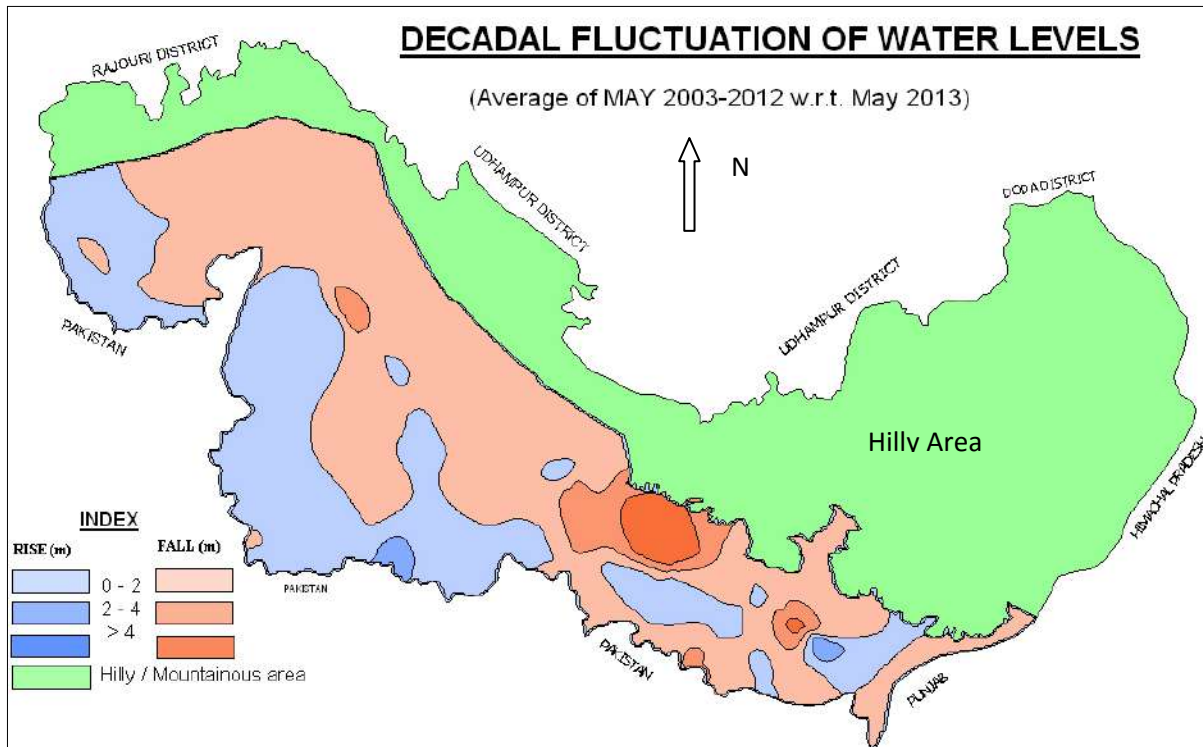 DECADAL FLUCTUATION OF WATER LEVELS
(Average of MAY 2003-2012 w.r.t. May 2013)
RAJOURI DISTRICT
N
UDHAMPUR DISTRICT
DODA DISTRICT
UDHAMPUR DISTRICT
PAKISTAN
Hilly Area
HIMACHAL PRADESH
INDEX
RISE (m) FALL (m)
0 - 2
2 - 4
> 4
Hilly / Mountainous area
PAKISTAN
PAKISTAN
PUNJAB